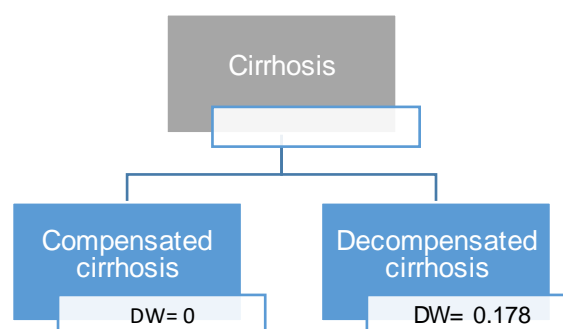 Cirrhosis
Compensated
cirrhosis
DW= 0
Decompensated
cirrhosis
DW= 0.178